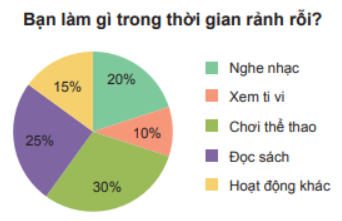 Bạn làm gì trong thời gian rảnh rỗi?
15%
20%
10%
25%
30%
Nghe nhạc
Xem ti vi
Chơi thể thao
Đọc sách
Hoạt động khác